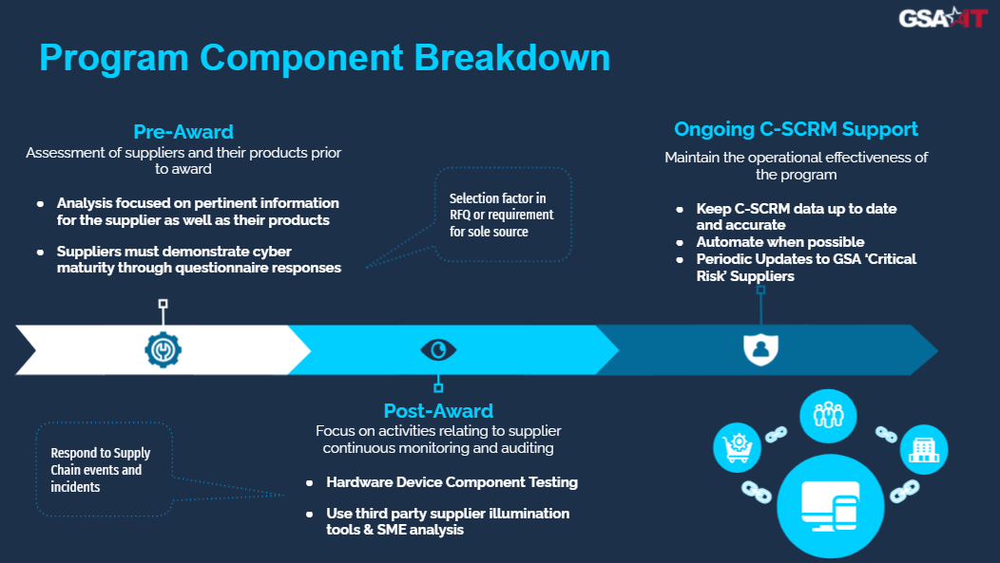 GSA IT
Program Component Breakdown
Pre-Award
Assessment of suppliers and their products prior
to award
● Analysis focused on pertinent information
for the supplier as well as their products
● Suppliers must demonstrate cyber
maturity through questionnaire responses
Selection factor in
RFQ or requirement
for sole source
Ongoing C-SCRM Support
Maintain the operational effectiveness of
the program
● Keep C-SCRM data up to date
and accurate
● Automate when possible
● Periodic Updates to GSA ‘Critical
Risk’ Suppliers
Respond to Supply
Chain events and
incidents
Post-Award
Focus on activities relating to supplier
continuous monitoring and auditing
● Hardware Device Component Testing
● Use third party supplier illumination
tools & SME analysis